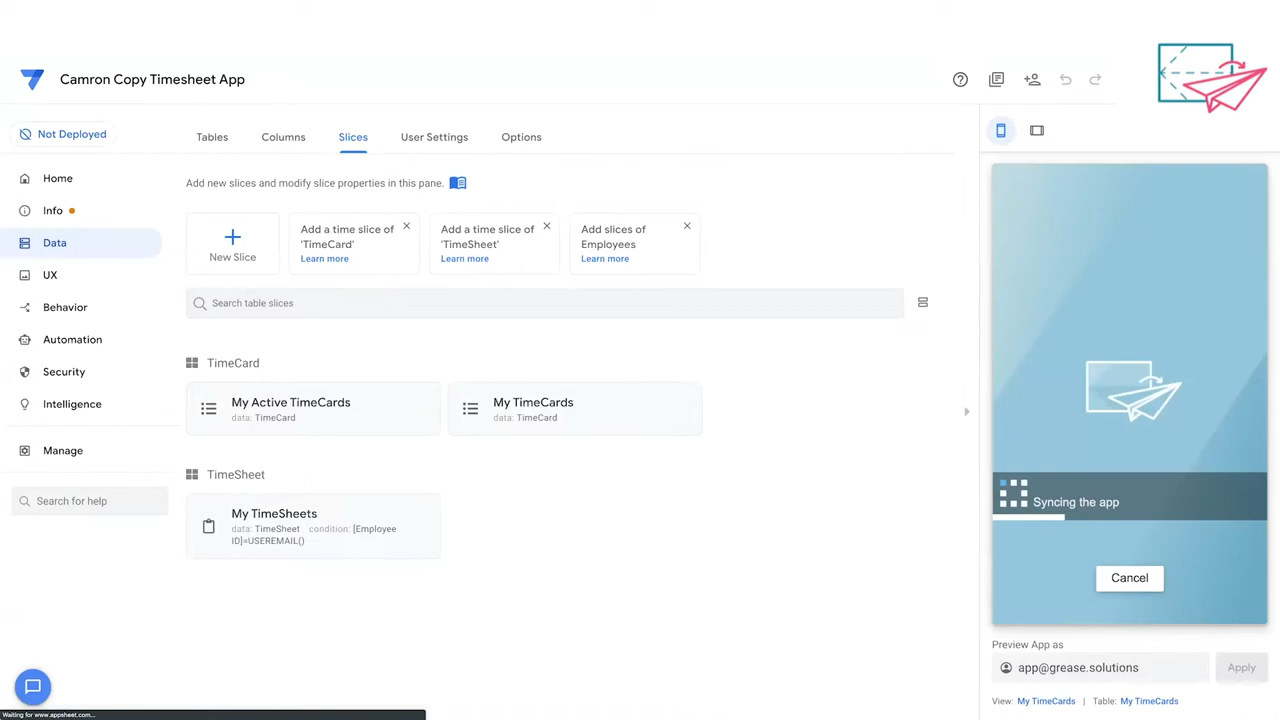 Camron Copy Timesheet App
Not Deployed
Home
Info
Data
UX
Behavior
Automation
Security
Intelligence
Manage
Search for help
Tables
Columns
Slices
User Settings
Options
Add new slices and modify slice properties in this pane.
New Slice
Add a time slice of
'TimeCard'
Learn more
Add a time slice of
'TimeSheet'
Learn more
Add slices of
Employees
Learn more
Search table slices
TimeCard
My Active TimeCards
data: TimeCard
My TimeCards
data: TimeCard
TimeSheet
My TimeSheets
data: TimeSheet condition: [Employee
ID]=USEREMAIL()
Syncing the app
Cancel
Preview App as
app@grease.solutions
Apply
View: My TimeCards | Table: My TimeCards
Waiting for www.appsheet.com...